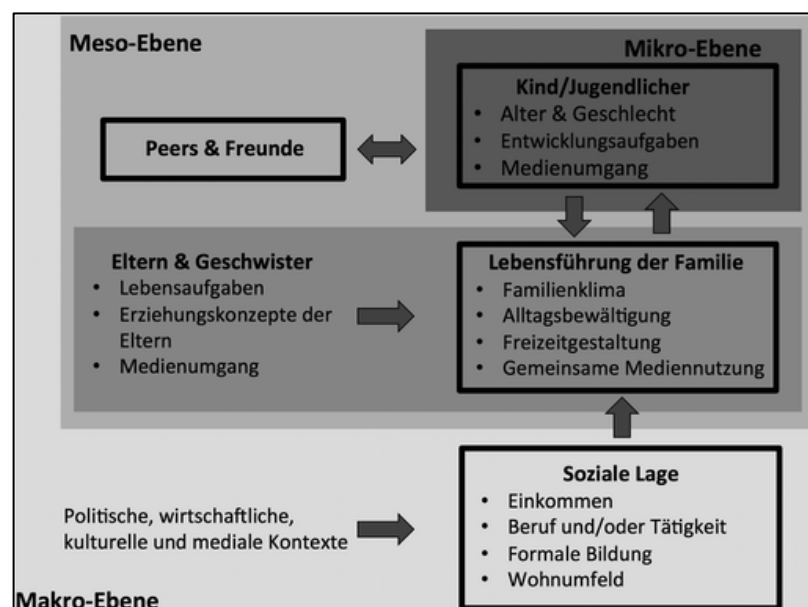 Meso-Ebene
Mikro-Ebene
Kind/Jugendlicher
• Alter & Geschlecht
• Entwicklungsaufgaben
• Medienumgang
Peers & Freunde
Eltern & Geschwister
• Lebensaufgaben
• Erziehungskonzepte der
Eltern
• Medienumgang
Lebensführung der Familie
• Familienklima
• Alltagsbewältigung
• Freizeitgestaltung
• Gemeinsame Mediennutzung
Soziale Lage
• Einkommen
• Beruf und/oder Tätigkeit
• Formale Bildung
• Wohnumfeld
Politische, wirtschaftliche,
kulturelle und mediale Kontexte
Makro-Ebene